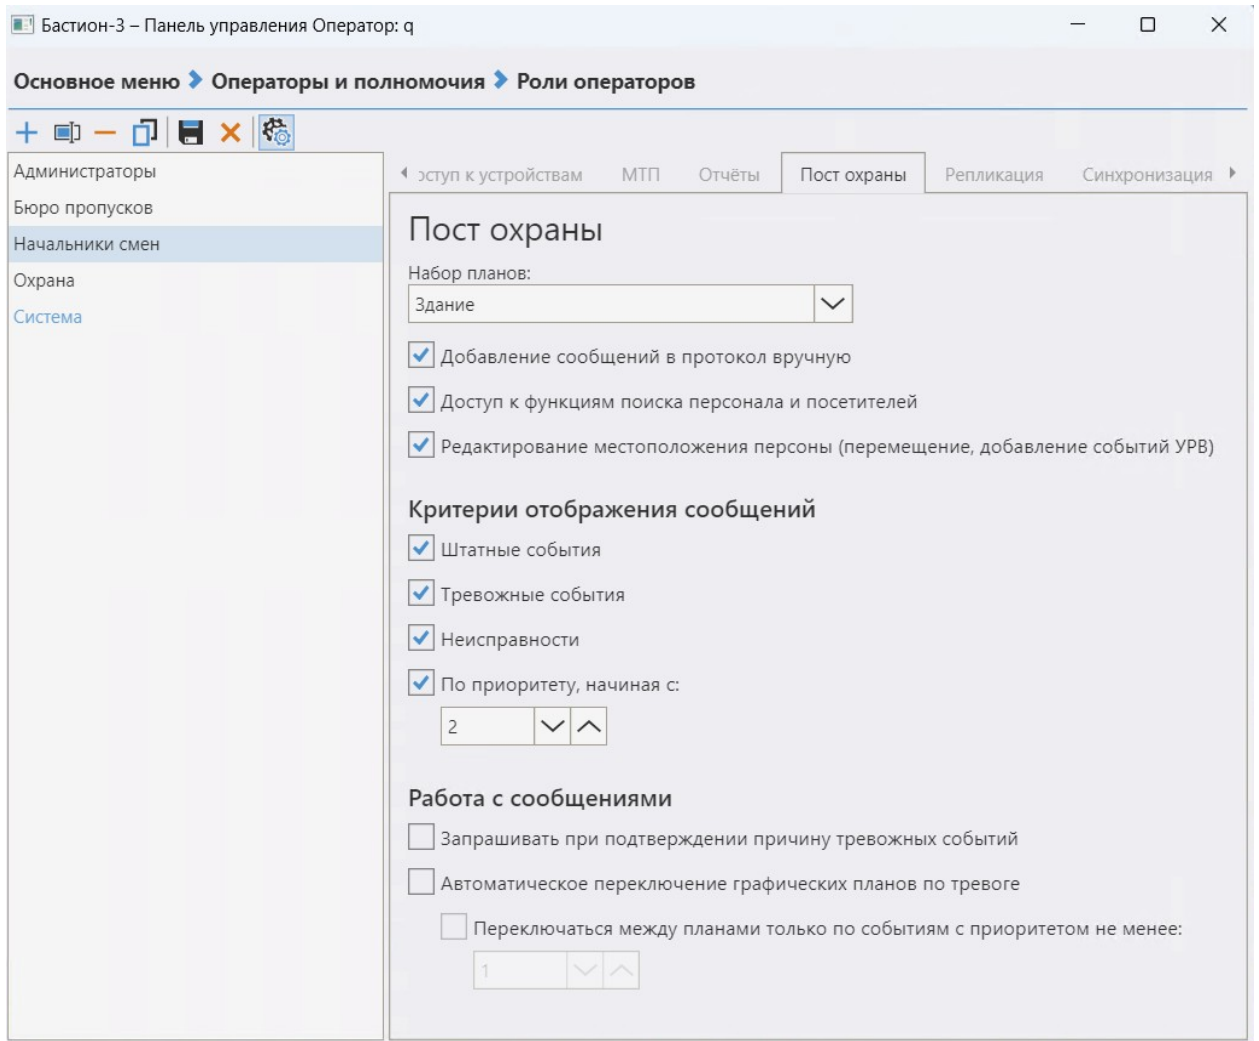 Бастион-3 – Панель управления Оператор: q
Основное меню Операторы и полномочия Роли операторов
Администраторы
Бюро пропусков
Начальники смен
Охрана
Система
оступ к устройствам МТП Отчёты Пост охраны Репликация Синхронизация
Пост охраны
Набор планов:
Здание
Добавление сообщений в протокол вручную
Доступ к функциям поиска персонала и посетителей
Редактирование местоположения персоны (перемещение, добавление событий УРВ)
Критерии отображения сообщений
Штатные события
Тревожные события
Неисправности
По приоритету, начиная с:
2
Работа с сообщениями
Запрашивать при подтверждении причину тревожных событий
Автоматическое переключение графических планов по тревоге
Переключаться между планами только по событиям с приоритетом не менее:
1